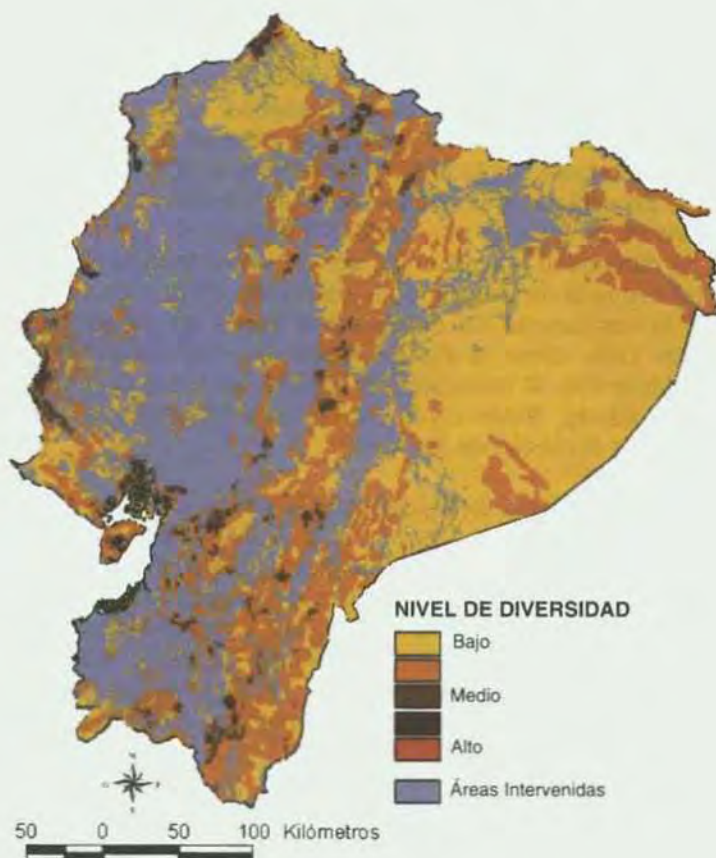 NIVEL DE DIVERSIDAD
Bajo
Medio
Alto
Áreas Intervenidas
50 0 50 100 Kilómetros